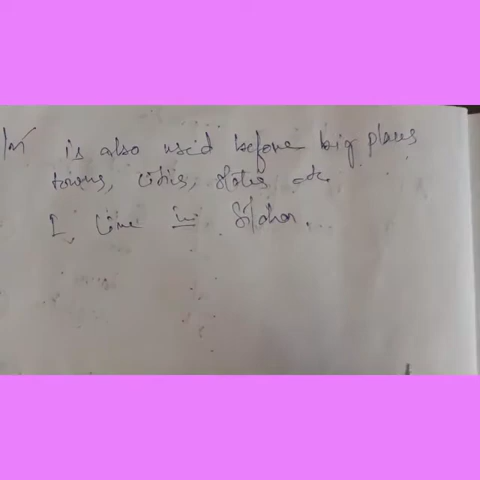 In is also used before big places
towns, cities, states etc.
I live in